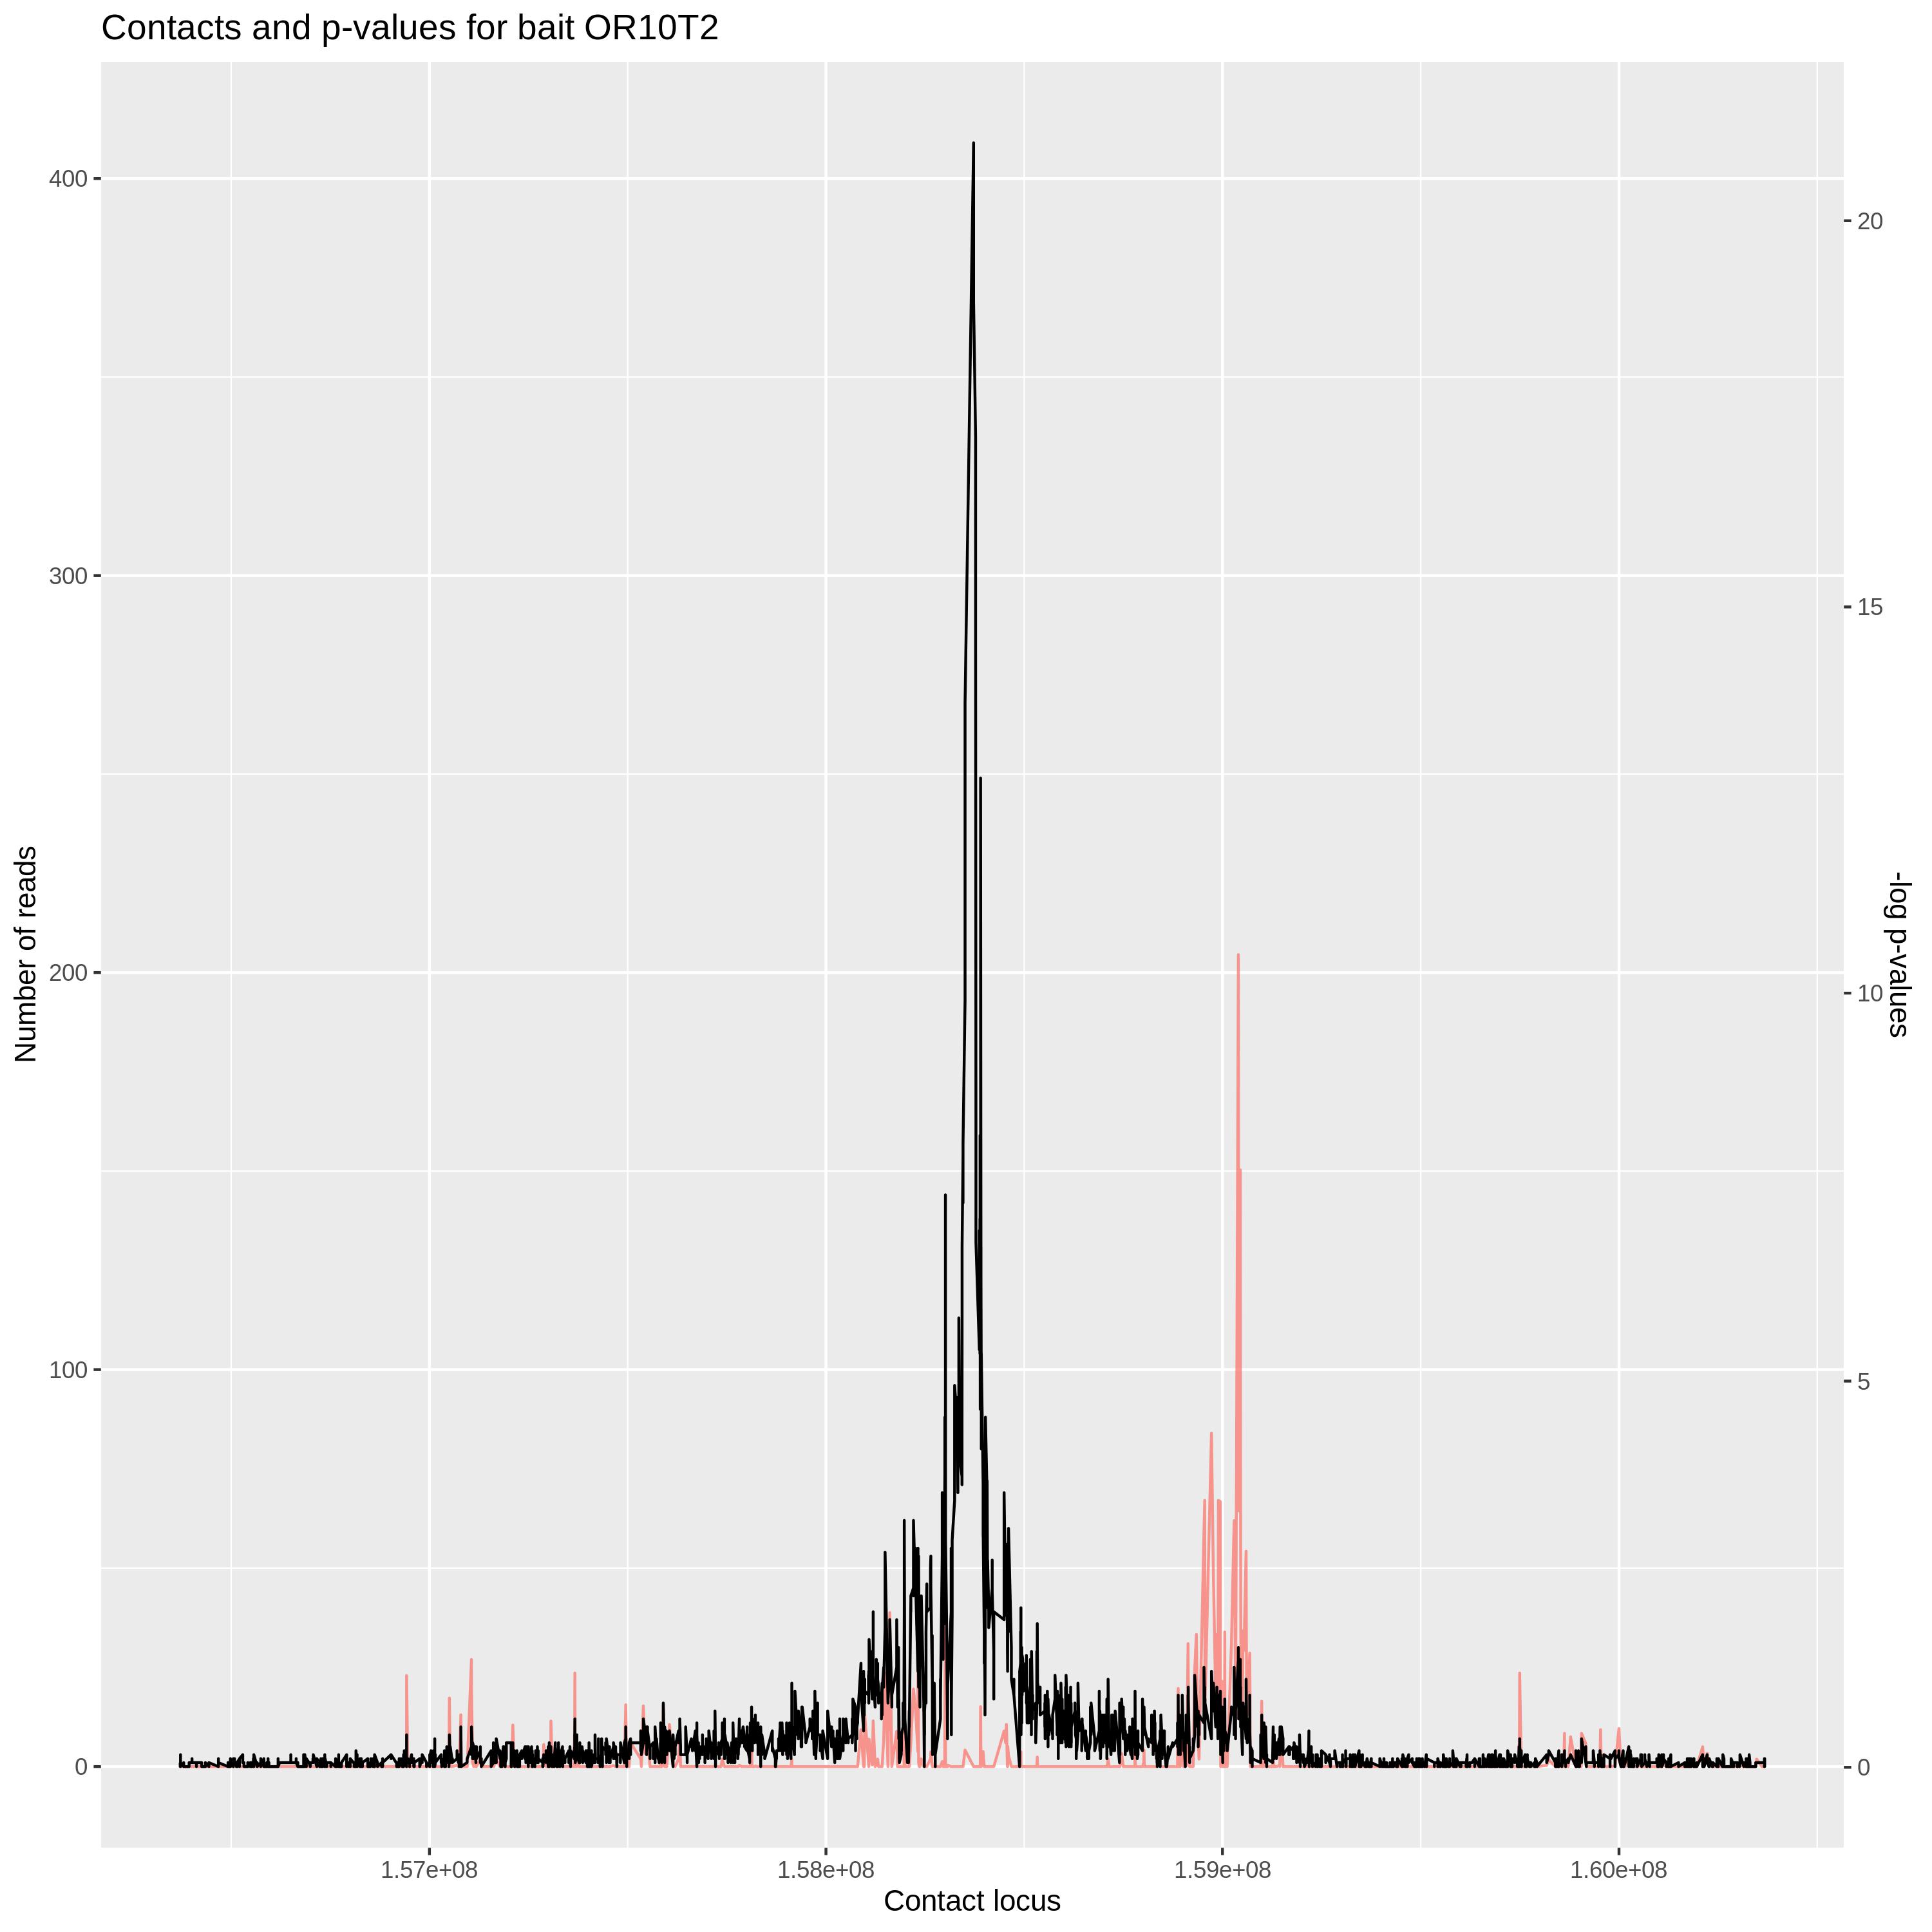 Contacts and p-values for bait OR10T2
400
300
200
100
0
Number of reads
20
15
10
5
0
-log p-values
1.57e+08
1.58e+08
1.59e+08
1.60e+08
Contact locus